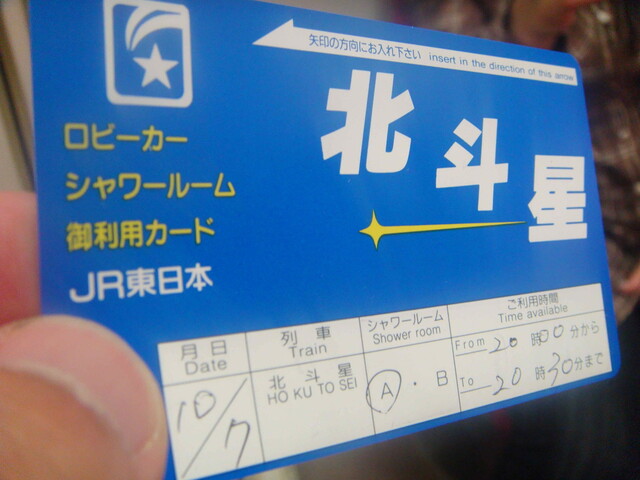 矢印の方向にお入れ下さい insert in the direction of this arrow
北斗星
ロビーカー
シャワールーム
御利用カード
JR東日本
月日 列車 シャワールーム ご利用時間
Date Train Shower room Time available
10/7 北斗星 HO KU TO SEI A・B From 20時00分から
To 20時30分まで